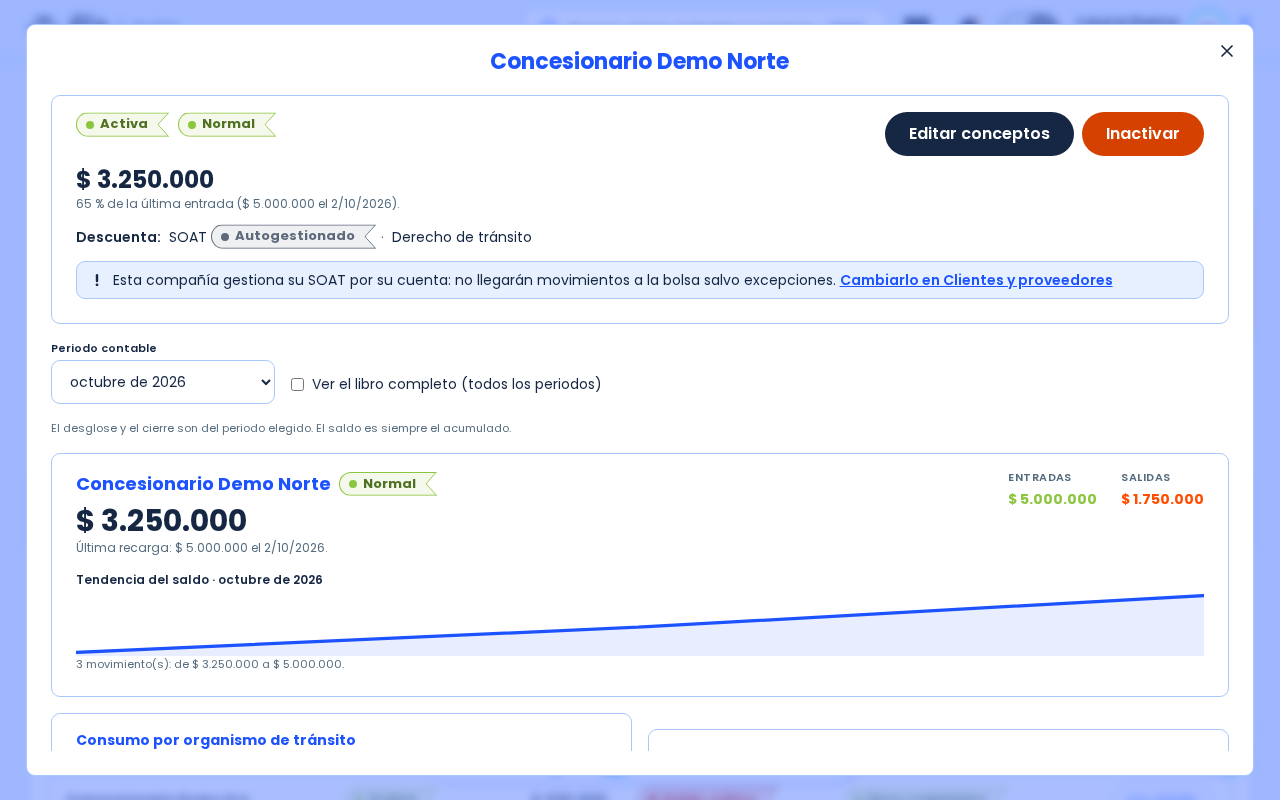 Concesionario Demo Norte
Activa Normal Editar conceptos Inactivar
$ 3.250.000
65 % de la última entrada ($ 5.000.000 el 2/10/2026).
Descuenta: SOAT Autogestionado · Derecho de tránsito
! Esta compañía gestiona su SOAT por su cuenta: no llegarán movimientos a la bolsa salvo excepciones. Cambiarlo en Clientes y proveedores
Periodo contable
octubre de 2026 Ver el libro completo (todos los periodos)
El desglose y el cierre son del periodo elegido. El saldo es siempre el acumulado.
Concesionario Demo Norte Normal ENTRADAS SALIDAS
$ 5.000.000 $ 1.750.000
$ 3.250.000
Última recarga: $ 5.000.000 el 2/10/2026.
Tendencia del saldo · octubre de 2026
3 movimiento(s): de $ 3.250.000 a $ 5.000.000.
Consumo por organismo de tránsito